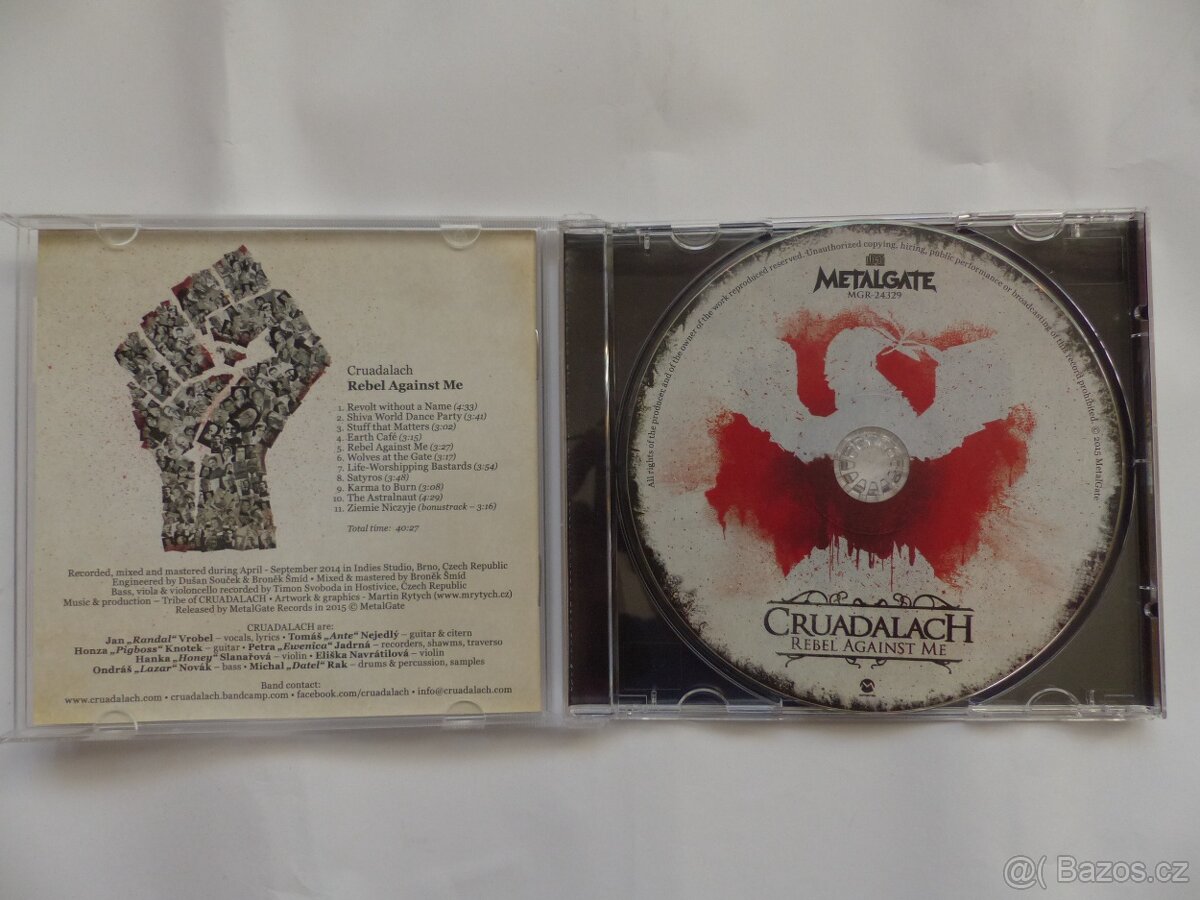 Cruadalach
Rebel Against Me
1. Revolt without a Name (4:33)
2. Shiva World Dance Party (3:41)
3. Stuff that Matters (3:02)
4. Earth Café (3:15)
5. Rebel Against Me (3:27)
6. Wolves at the Gate (3:17)
7. Life-Worshipping Bastards (3:54)
8. Satyros (3:48)
9. Karma to Burn (3:08)
10. The Astralnaut (4:29)
11. Ziemie Niczyje (bonustrack – 3:16)
Total time: 40:27
Recorded, mixed and mastered during April - September 2014 in Indies Studio, Brno, Czech Republic
Engineered by Dušan Souček & Broněk Šmíd • Mixed & mastered by Broněk Šmíd
Bass, viola & violoncello recorded by Timon Svoboda in Hostivice, Czech Republic
Music & production – Tribe of CRUADALACH • Artwork & graphics - Martin Rytych (www.mrytych.cz)
Released by MetalGate Records in 2015 © MetalGate
CRUADALACH are:
Jan „Randal" Vrobel – vocals, lyrics • Tomáš „Ante" Nejedlý – guitar & citern
Honza „Pigboss" Knotek – guitar • Petra „Ewenica" Jadrná – recorders, shawms, traverso
Hanka „Honey" Slanařová – violin • Eliška Navrátilová – violin
Ondráš „Lazar" Novák – bass • Michal „Datel" Rak – drums & percussion, samples
Band contact:
www.cruadalach.com • cruadalach.bandcamp.com • facebook.com/cruadalach • info@cruadalach.com
All rights of the producer and of the owner of the work reproduced reserved. Unauthorized copying, hiring, public performance or broadcasting of this record prohibited. © 2015 MetalGate
METALGATE
MGR-24329
CRUADALACH
REBEL AGAINST ME
@( Bazos.cz